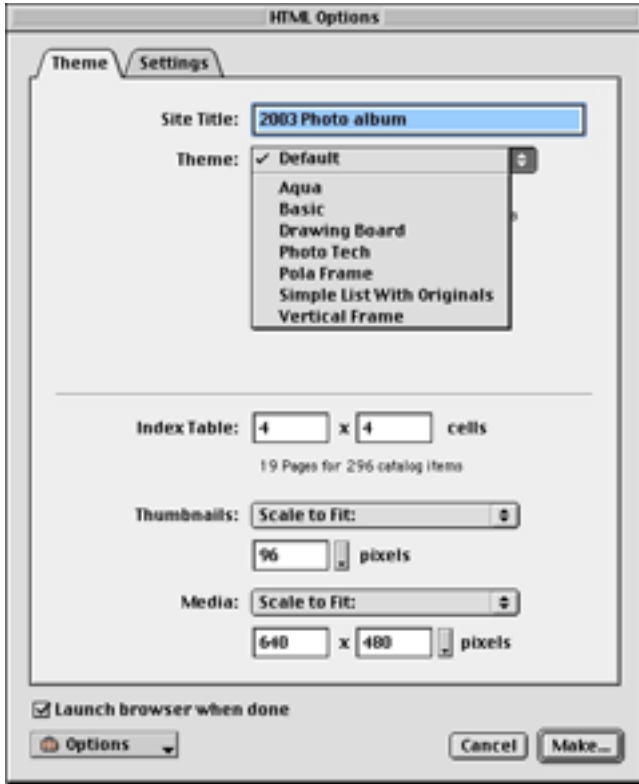 HTML Options
Theme Settings
Site Title: 2003 Photo album
Theme: ✓ Default
Aqua
Basic
Drawing Board
Photo Tech
Pola Frame
Simple List With Originals
Vertical Frame
Index Table: 4 x 4 cells
19 Pages for 296 catalog items
Thumbnails: Scale to Fit:
96 pixels
Media: Scale to Fit:
640 x 480 pixels
Launch browser when done
Options Cancel Make...